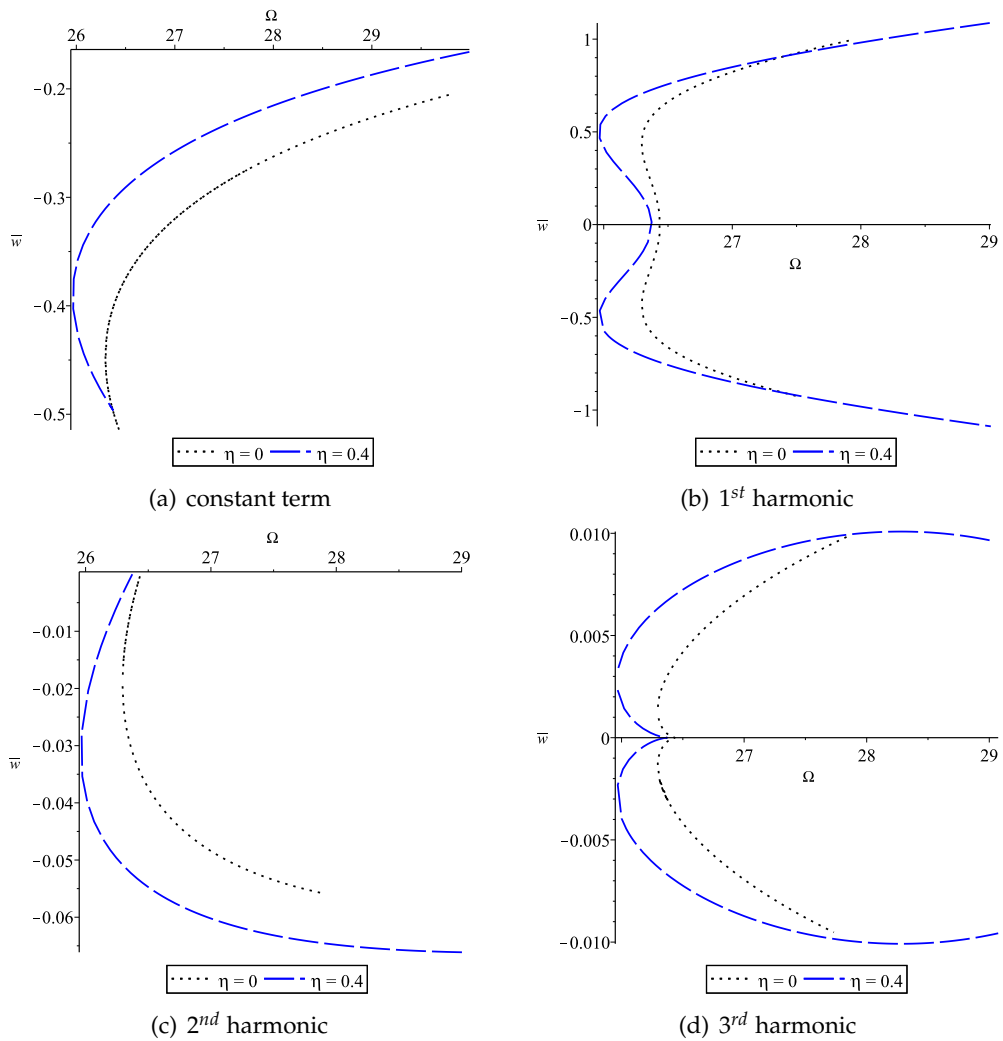 Ω
26 27 28 29
−0.2
−0.3
w̅
−0.4
−0.5
η = 0 η = 0.4
(a) constant term
1
0.5
w̅ 0
27 28 29
Ω
−0.5
−1
η = 0 η = 0.4
(b) 1st harmonic
Ω
26 27 28 29
−0.01
−0.02
−0.03
w̅
−0.04
−0.05
−0.06
η = 0 η = 0.4
(c) 2nd harmonic
0.010
0.005
w̅ 0
27 28 29
Ω
−0.005
−0.010
η = 0 η = 0.4
(d) 3rd harmonic